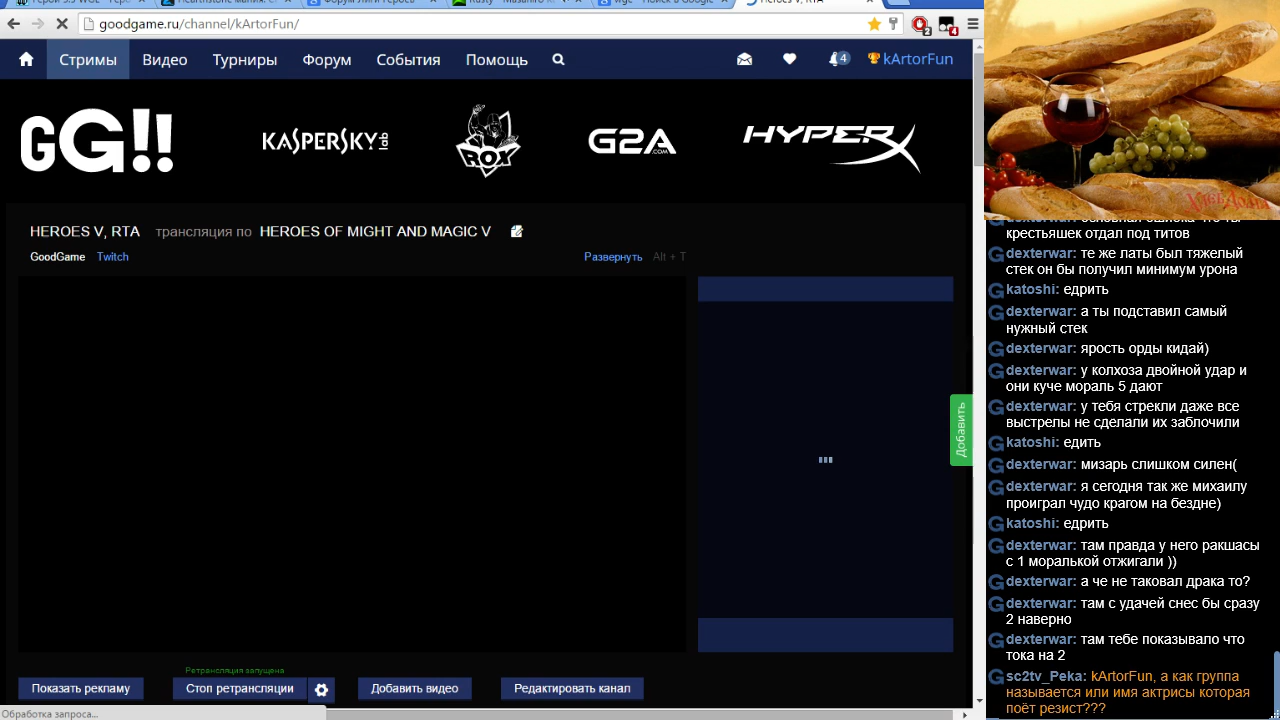 goodgame.ru/channel/kArtorFun/
2
4
Стримы
Видео
Турниры
Форум
События
Помощь
4
kArtorFun
GG!!
KASPERSKY lab
ROX
G2A.COM
HYPERX
HEROES V, RTA трансляция по HEROES OF MIGHT AND MAGIC V
GoodGame Twitch
Развернуть Alt + T
Добавить
Ретрансляция запущена
Показать рекламу
Стоп ретрансляции
Добавить видео
Редактировать канал
Обработка запроса...
крестьяшек отдал под титов
dexterwar: те же латы был тяжелый
стек он бы получил минимум урона
katoshi: едрить
dexterwar: а ты подставил самый
нужный стек
dexterwar: ярость орды кидай)
dexterwar: у колхоза двойной удар и
они куче мораль 5 дают
dexterwar: у тебя стрекли даже все
выстрелы не сделали их заблочили
katoshi: едить
dexterwar: мизарь слишком силен(
dexterwar: я сегодня так же михаилу
проиграл чудо крагом на бездне)
katoshi: едрить
dexterwar: там правда у него ракшасы
с 1 моралькой отжигали ))
dexterwar: а че не таковал драка то?
dexterwar: там с удачей снес бы сразу
2 наверно
dexterwar: там тебе показывало что
тока на 2
sc2tv_Peka: kArtorFun, а как группа
называется или имя актрисы которая
поёт резист???